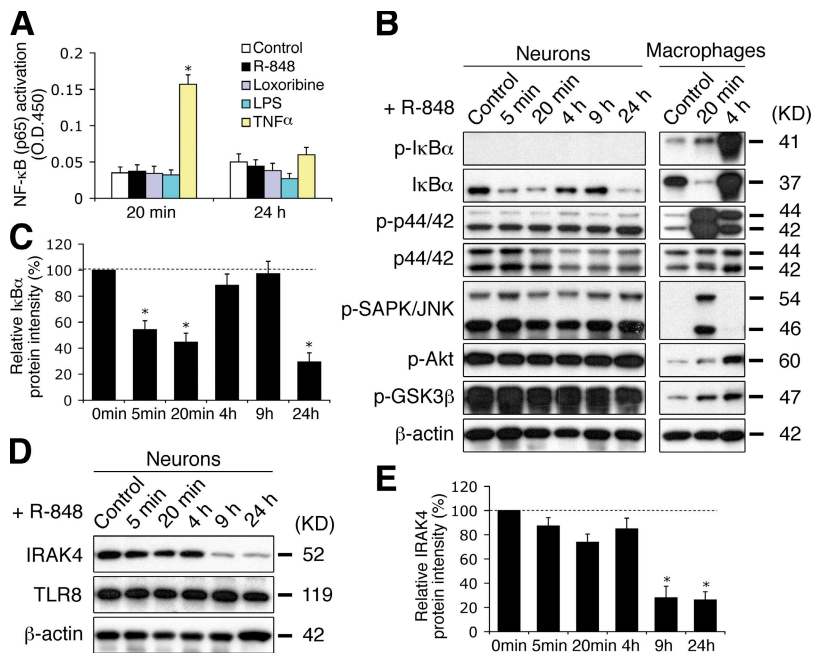 A
NF-κB (p65) activation
(O.D.450)
0.2
0.15
0.1
0.05
0
*
Control
R-848
Loxoribine
LPS
TNFα
20 min
24 h
B
Neurons
Macrophages
+ R-848
Control
5 min
20 min
4 h
9 h
24 h
Control
20 min
4 h
(KD)
p-IκBα
41
IκBα
37
p-p44/42
44
42
p44/42
44
42
p-SAPK/JNK
54
46
p-Akt
60
p-GSK3β
47
β-actin
42
C
Relative IκBα
protein intensity (%)
120
100
80
60
40
20
0
*
*
*
0min 5min 20min 4h 9h 24h
D
Neurons
+ R-848
Control
5 min
20 min
4 h
9 h
24 h
(KD)
IRAK4
52
TLR8
119
β-actin
42
E
Relative IRAK4
protein intensity (%)
120
100
80
60
40
20
0
*
*
0min 5min 20min 4h 9h 24h